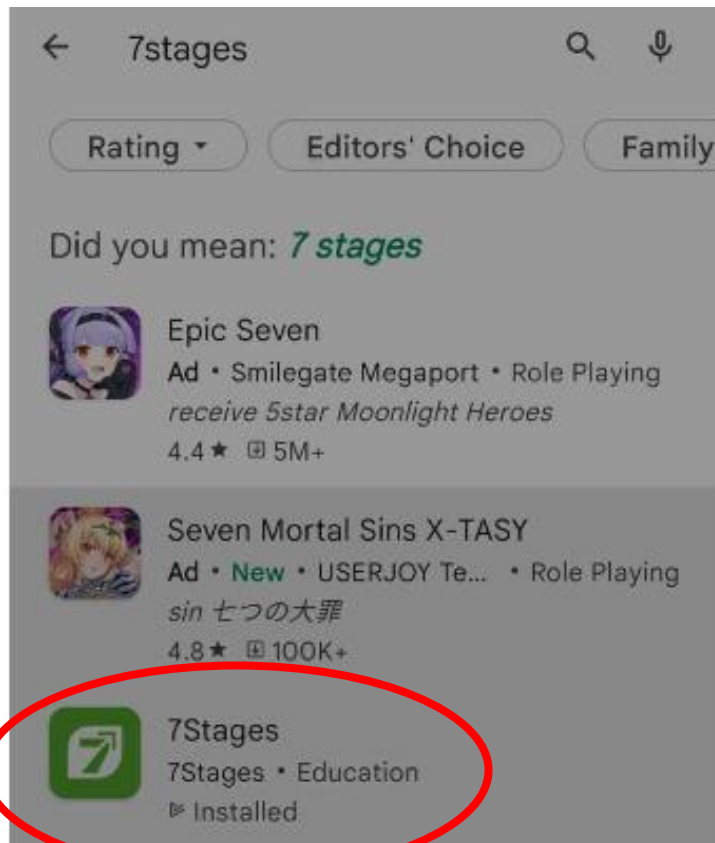 7stages
Rating Editors' Choice Family
Did you mean: 7 stages
Epic Seven
Ad • Smilegate Megaport • Role Playing
receive 5star Moonlight Heroes
4.4★ 5M+
Seven Mortal Sins X-TASY
Ad • New • USERJOY Te... • Role Playing
sin 七つの大罪
4.8★ 100K+
7
7Stages
7Stages • Education
Installed